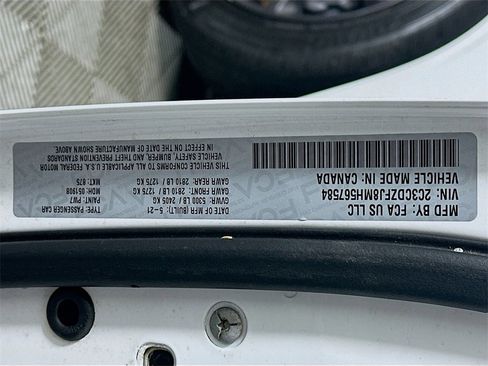 MFD BY: FCA US LLC
DATE OF MFR (BUILT): 5-21
TYPE: PASSENGER CAR
VIN: 2C3CDZFJ8MH567584
GVWR: 5300 LB / 2405 KG
PAINT: PW7
VEHICLE MADE IN CANADA
GAWR FRONT: 2810 LB / 1275 KG
MDH: 051908
GAWR REAR: 2810 LB / 1275 KG
MKT: 875
THIS VEHICLE CONFORMS TO ALL APPLICABLE U.S.A. FEDERAL MOTOR
VEHICLE SAFETY, BUMPER, AND THEFT PREVENTION STANDARDS
IN EFFECT ON THE DATE OF MANUFACTURE SHOWN ABOVE.